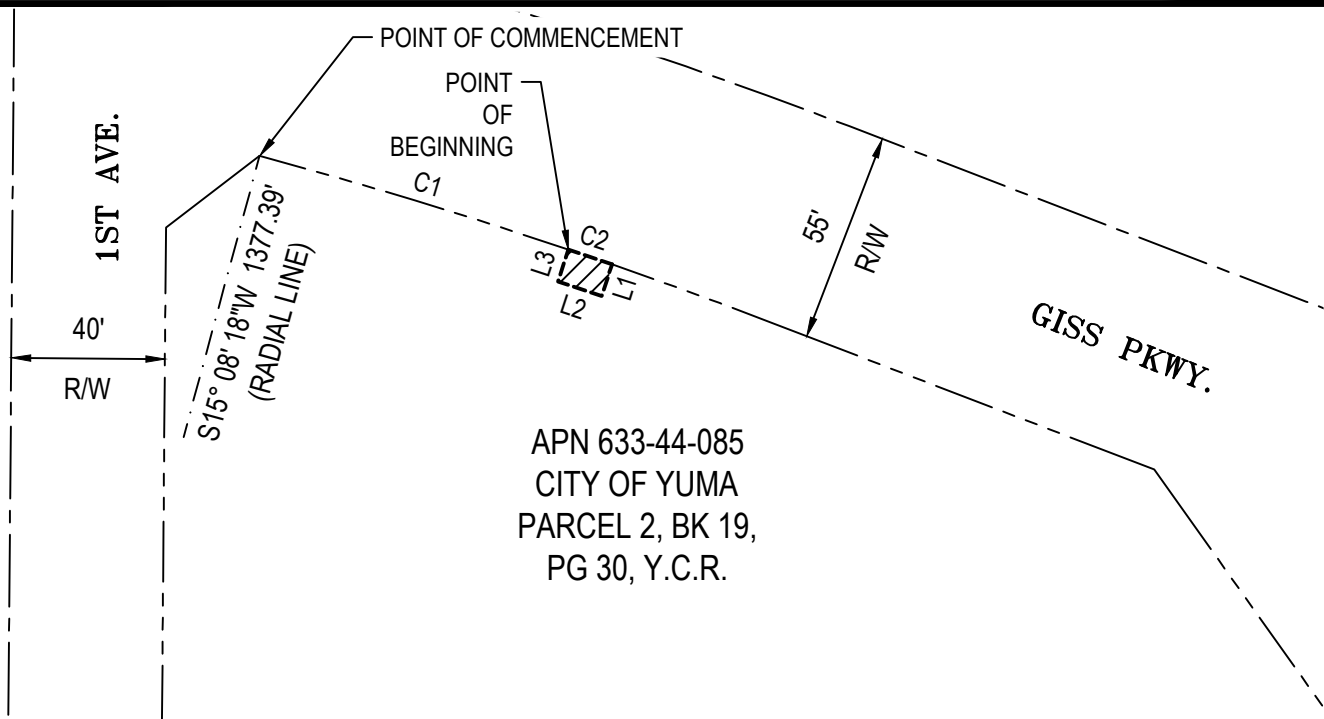 POINT OF COMMENCEMENT
POINT
OF
BEGINNING
1ST AVE.
C1
C2
L3
L1
L2
S15° 08' 18"W 1377.39'
(RADIAL LINE)
55'
R/W
40'
R/W
GISS PKWY.
APN 633-44-085
CITY OF YUMA
PARCEL 2, BK 19,
PG 30, Y.C.R.